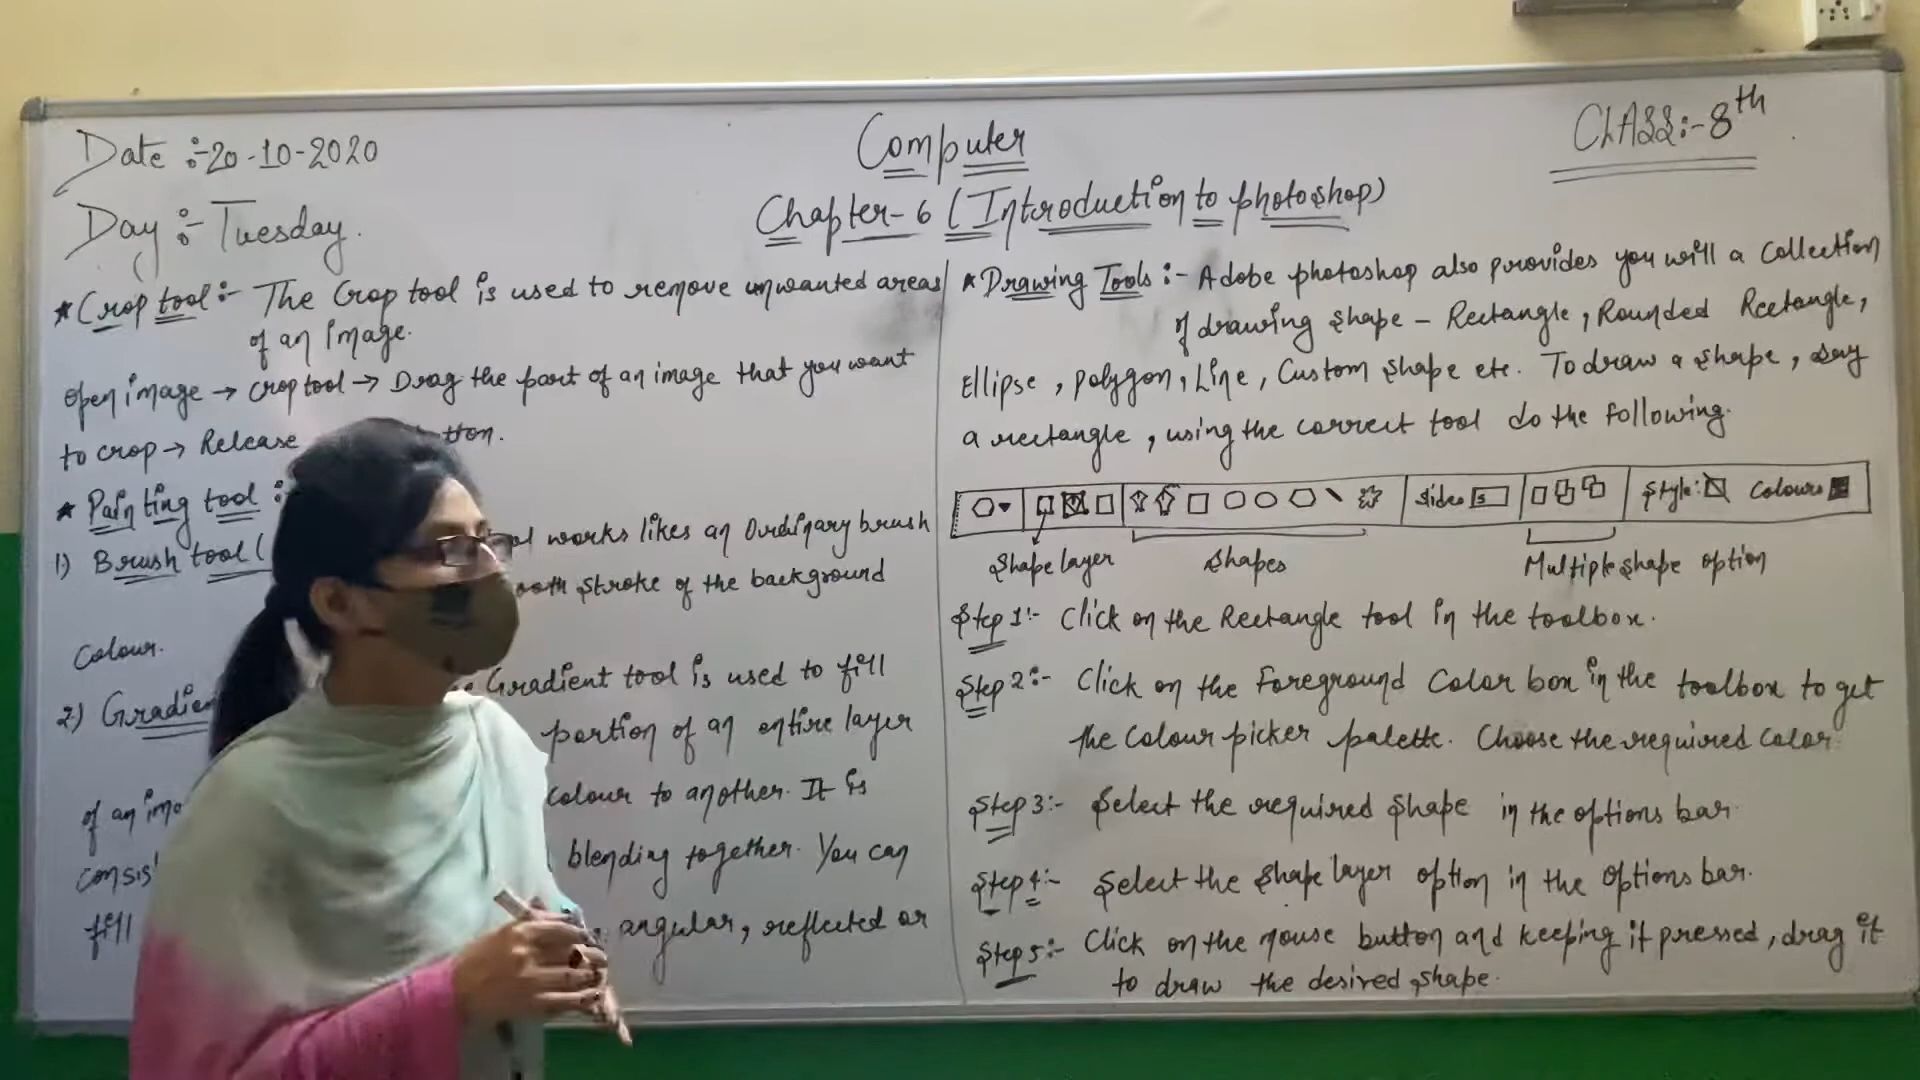 Date :- 20-10-2020
Computer
CLASS:- 8th
Day :- Tuesday.
Chapter-6 (Introduction to photoshop)
* Crop tool :- The Crop tool is used to remove unwanted areas
of an image.
open image → crop tool → Drag the part of an image that you want
to crop → Release
* Painting tool :-
1) Brush tool ( works likes an Ordinary brush
stroke of the background
Colour.
2) Gradient tool is used to fill
portion of an entire layer
of an colour to another. It is
blending together. You can
fill angular, reflected or
* Drawing Tools :- Adobe photoshop also provides you will a Collection
of drawing shape - Rectangle, Rounded Rectangle,
Ellipse, polygon, Line, Custom shape etc. To draw a shape, say
a rectangle, using the correct tool do the following.
Sides 5 Style: Colour
Shape layer Shapes Multiple shape option
Step 1:- Click on the Rectangle tool in the toolbox.
Step 2:- Click on the Foreground Color box in the toolbox to get
the Colour picker palette. Choose the required color.
Step 3:- Select the required shape in the options bar.
Step 4:- Select the shape layer option in the options bar.
Step 5:- Click on the mouse button and keeping it pressed, drag it
to draw the desired shape.